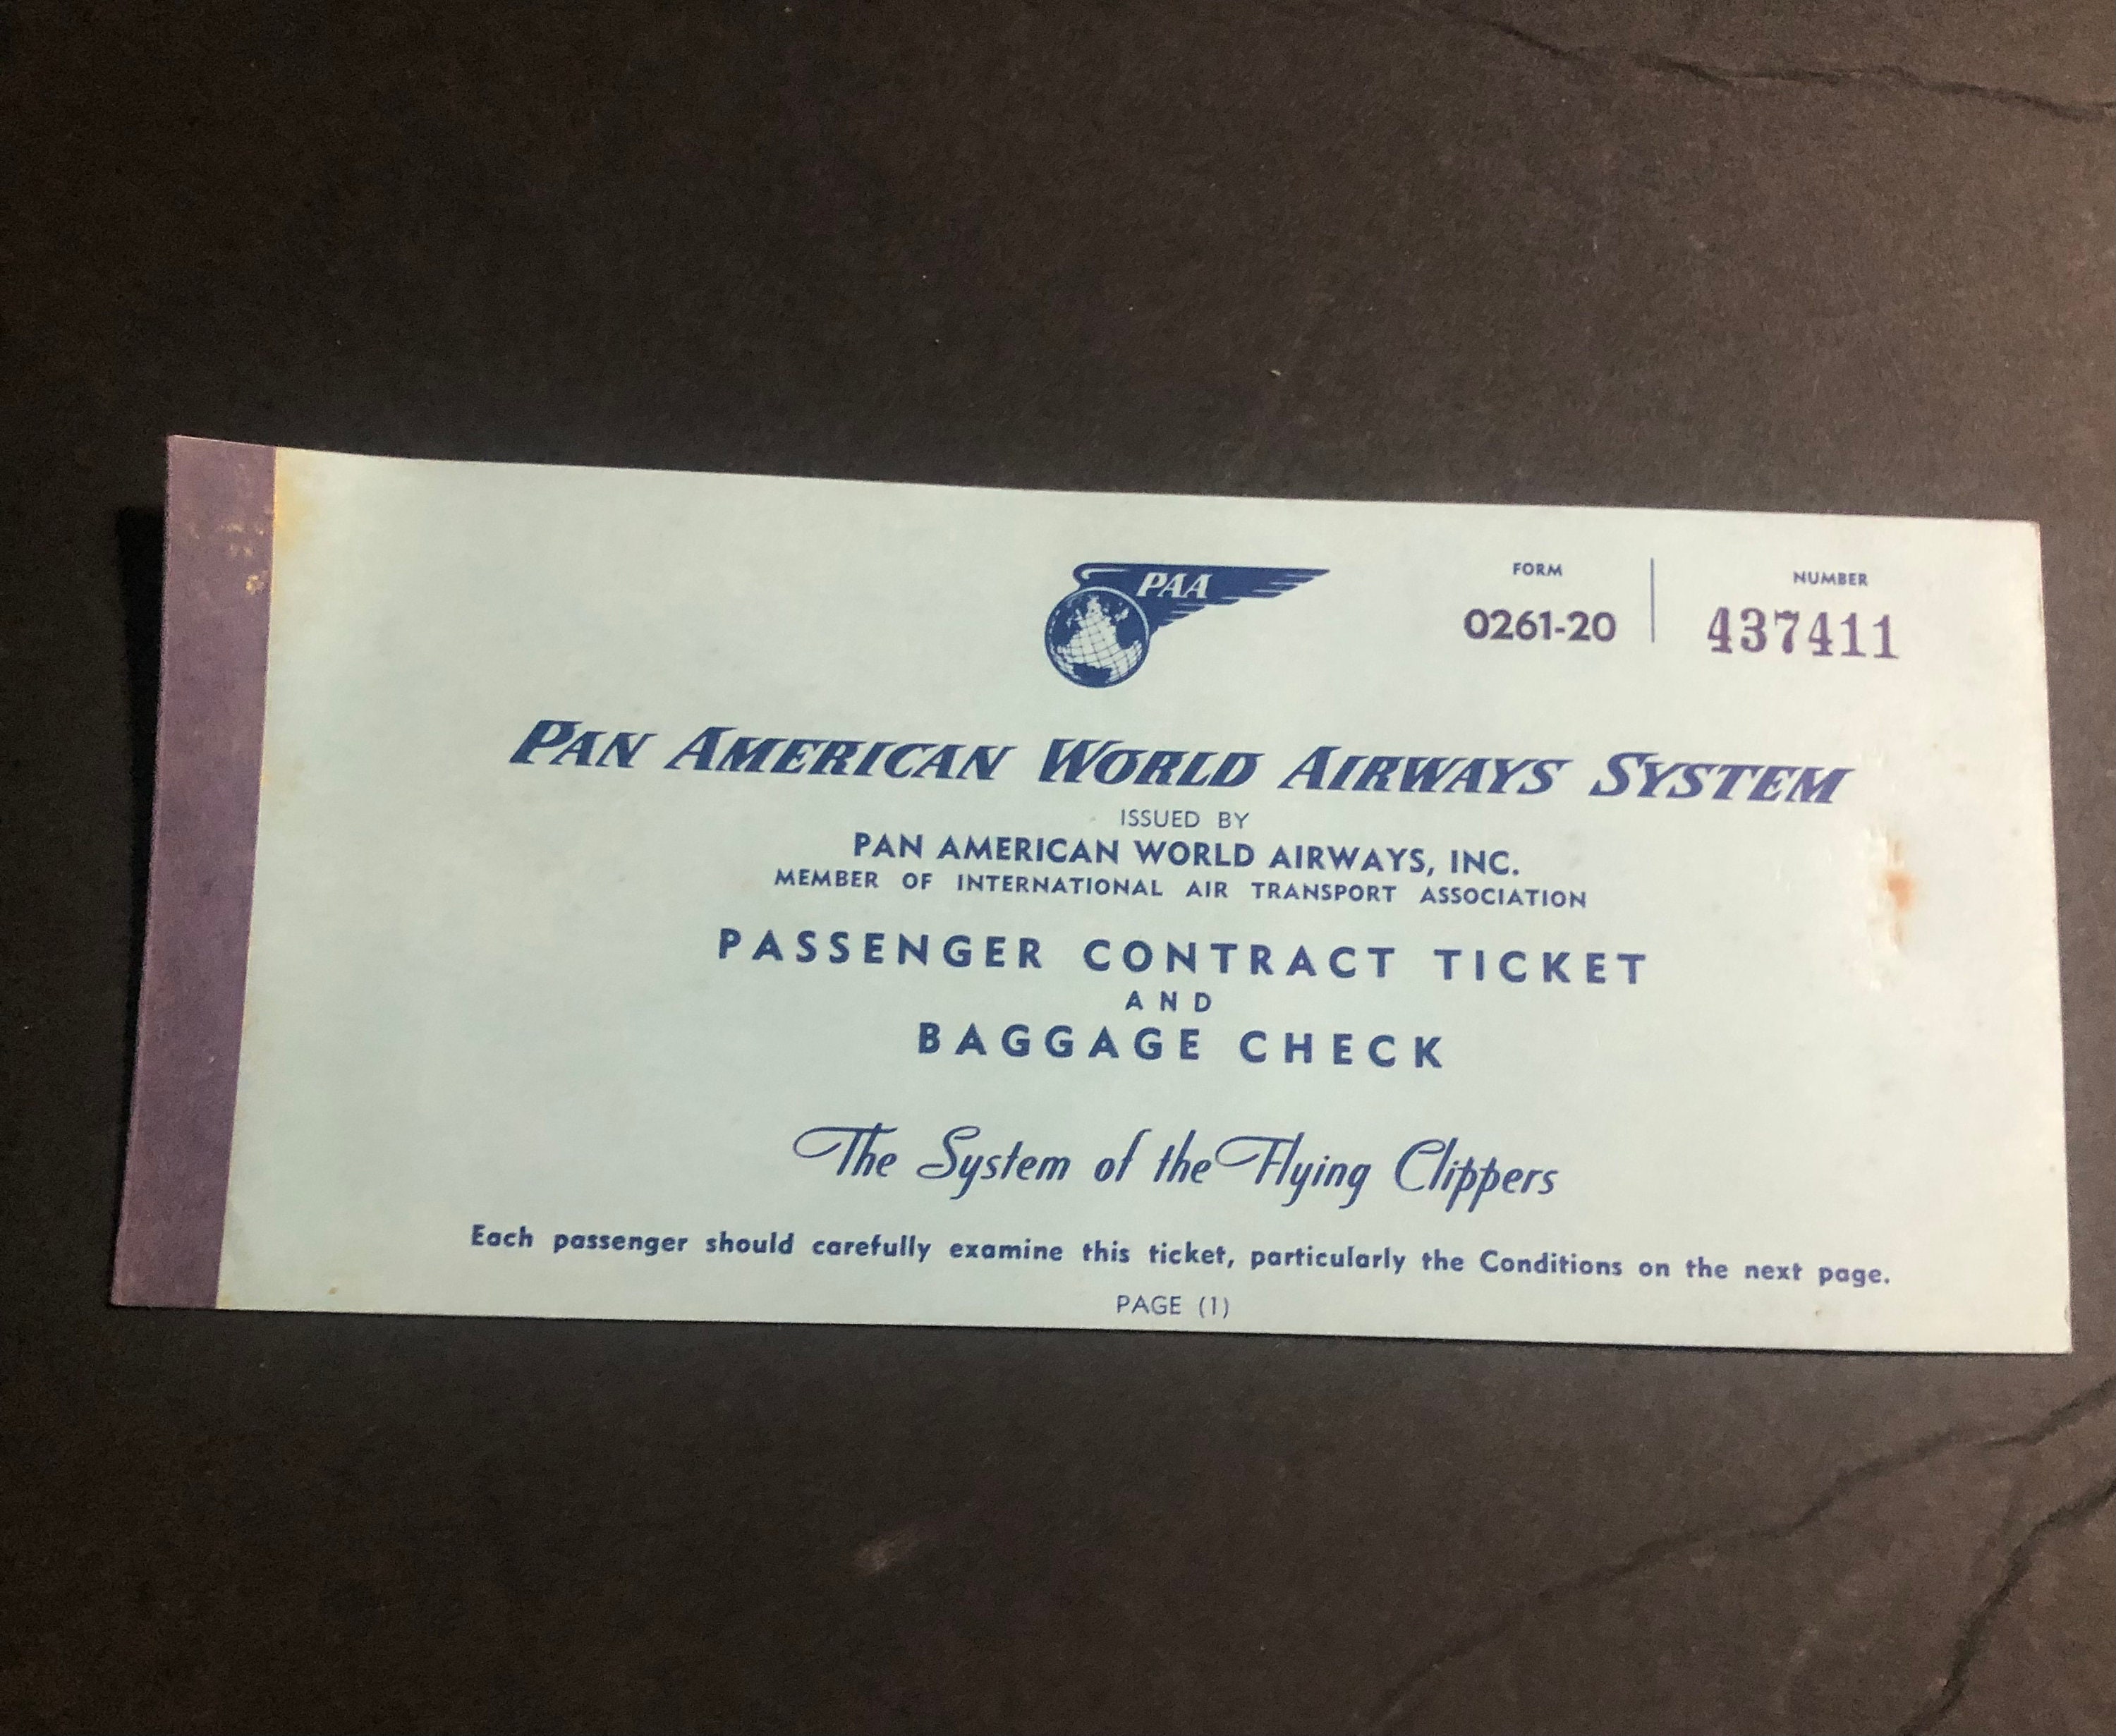 PAA
FORM NUMBER
0261-20 437411
PAN AMERICAN WORLD AIRWAYS SYSTEM
ISSUED BY
PAN AMERICAN WORLD AIRWAYS, INC.
MEMBER OF INTERNATIONAL AIR TRANSPORT ASSOCIATION
PASSENGER CONTRACT TICKET
AND
BAGGAGE CHECK
The System of the Flying Clippers
Each passenger should carefully examine this ticket, particularly the Conditions on the next page.
PAGE (1)